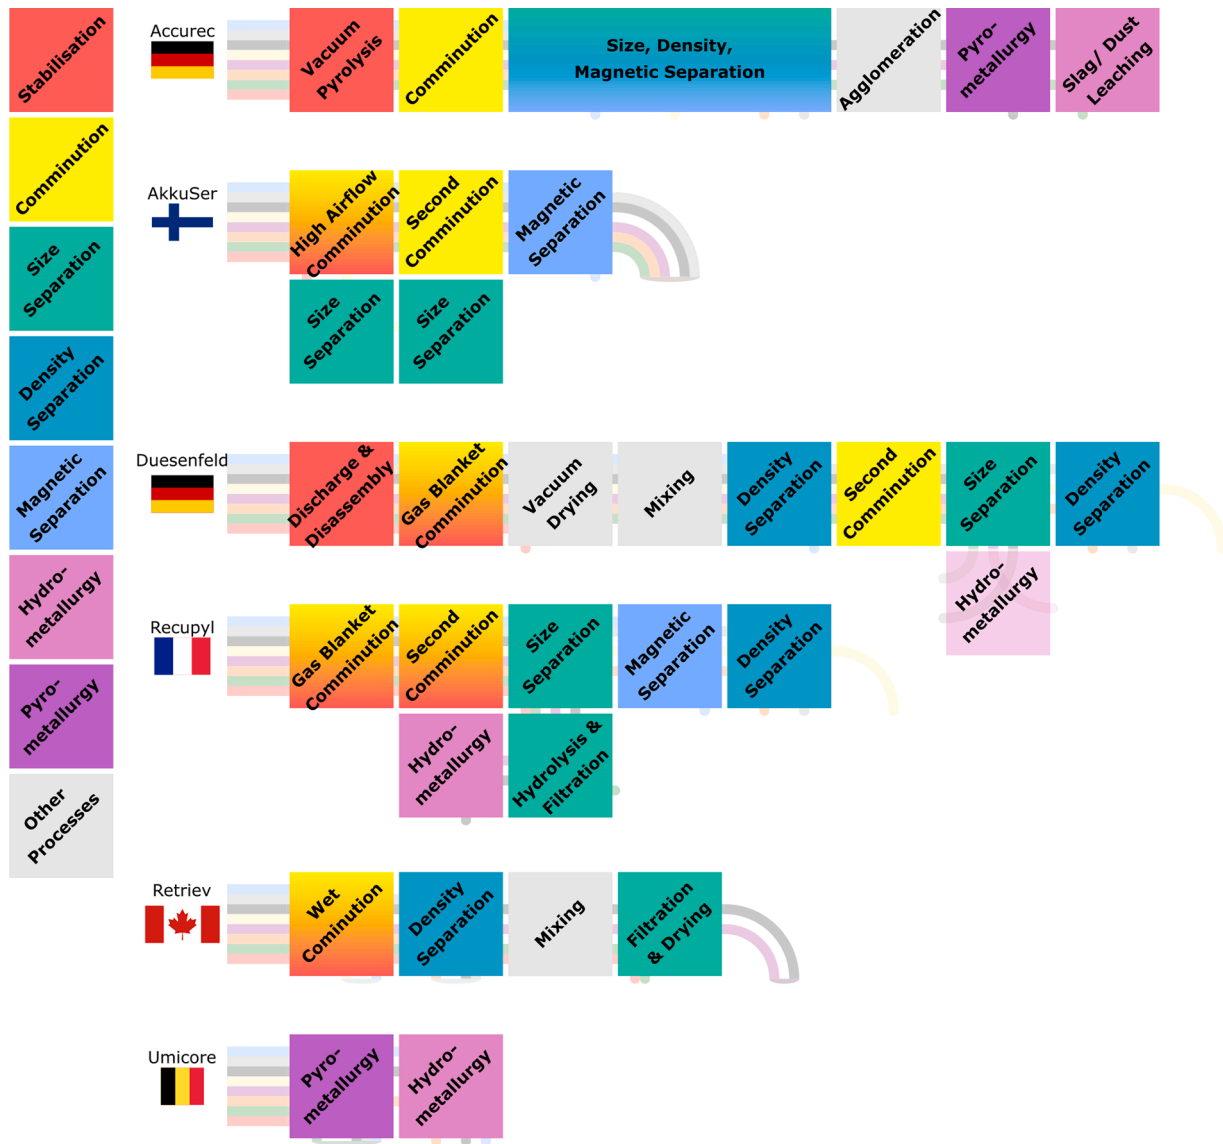 Stabilisation
Comminution
Size
Separation
Density
Separation
Magnetic
Separation
Hydro-
metallurgy
Pyro-
metallurgy
Other
Processes
Accurec
Vacuum
Pyrolysis
Comminution
Size, Density,
Magnetic Separation
Agglomeration
Pyro-
metallurgy
Slag/ Dust
Leaching
AkkuSer
High Airflow
Comminution
Second
Comminution
Magnetic
Separation
Size
Separation
Size
Separation
Duesenfeld
Discharge &
Disassembly
Gas Blanket
Comminution
Vacuum
Drying
Mixing
Density
Separation
Second
Comminution
Size
Separation
Density
Separation
Hydro-
metallurgy
Recupyl
Gas Blanket
Comminution
Second
Comminution
Size
Separation
Magnetic
Separation
Density
Separation
Hydro-
metallurgy
Hydrolysis &
Filtration
Retriev
Wet
Cominution
Density
Separation
Mixing
Filtration
& Drying
Umicore
Pyro-
metallurgy
Hydro-
metallurgy